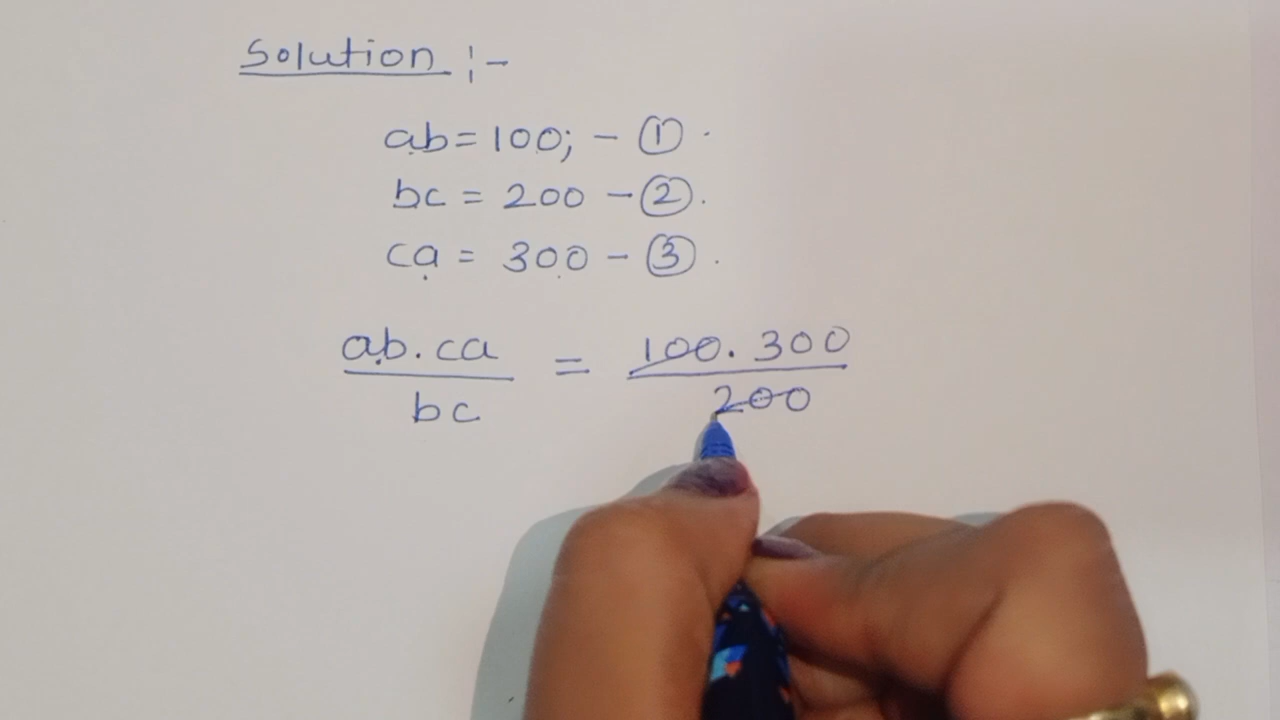 Solution :-
ab = 100; - ①.
bc = 200 - ②.
ca = 300 - ③.
ab.ca = 100.300
bc 200